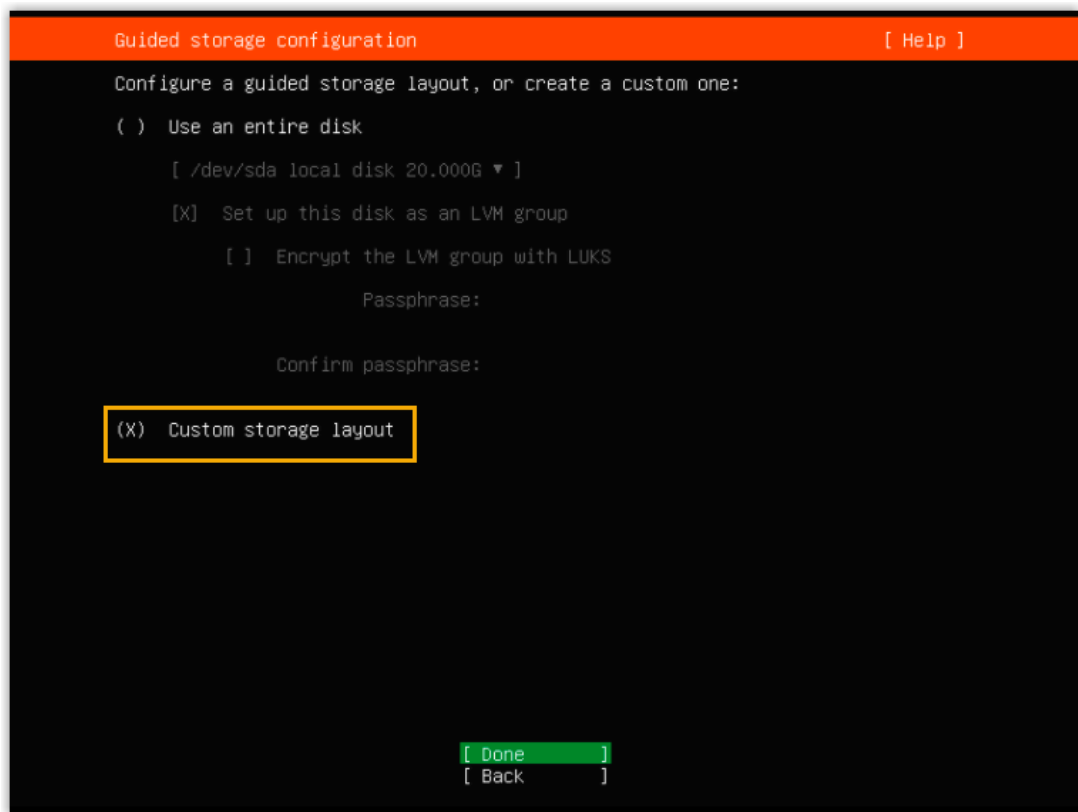 Guided storage configuration [ Help ]
Configure a guided storage layout, or create a custom one:
( ) Use an entire disk
[ /dev/sda local disk 20.000G ▾ ]
[X] Set up this disk as an LVM group
[ ] Encrypt the LVM group with LUKS
Passphrase:
Confirm passphrase:
(X) Custom storage layout
[ Done ]
[ Back ]